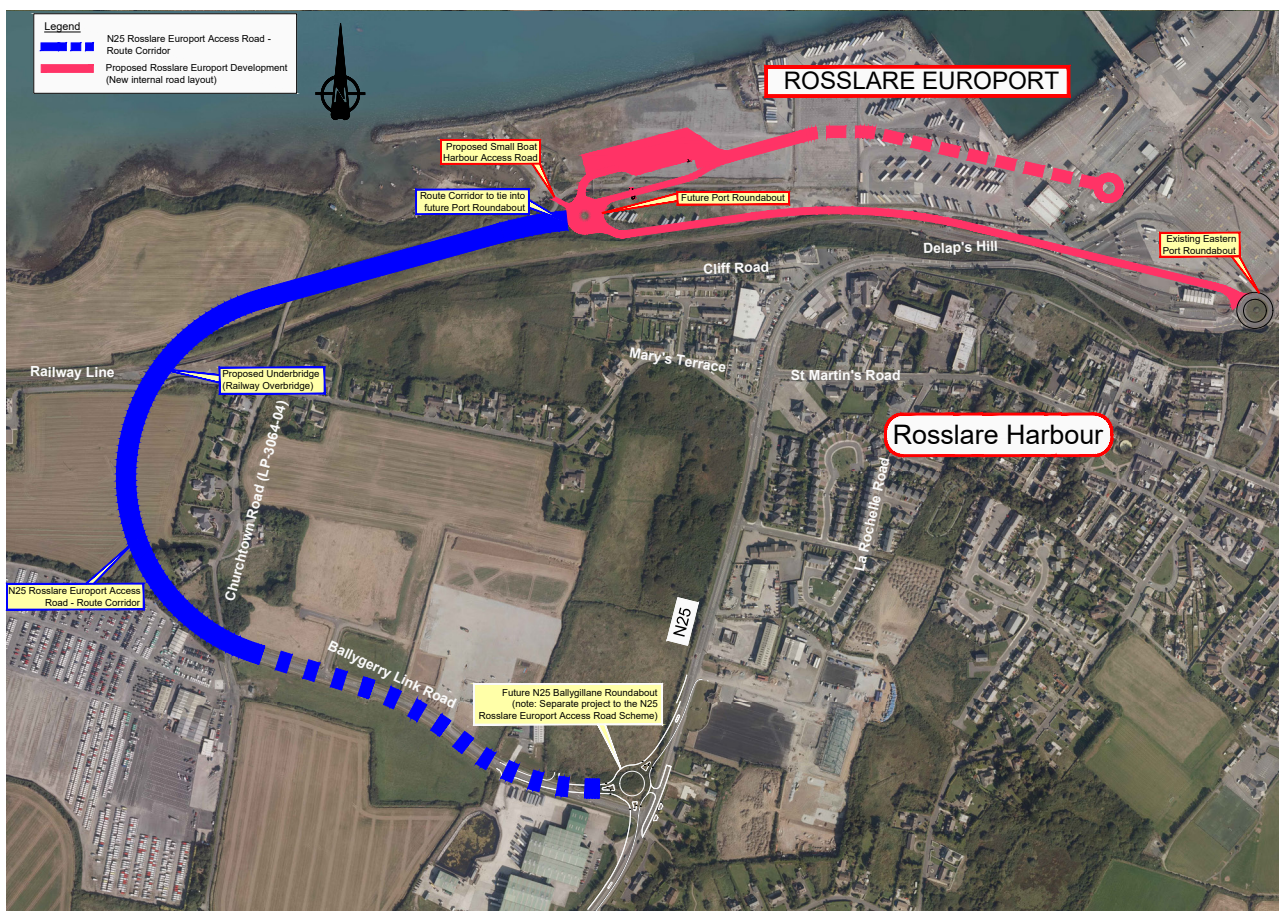 Legend
N25 Rosslare Europort Access Road -
Route Corridor
Proposed Rosslare Europort Development
(New internal road layout)
N
ROSSLARE EUROPORT
Proposed Small Boat
Harbour Access Road
Route Corridor to tie into
future Port Roundabout
Future Port Roundabout
Existing Eastern
Port Roundabout
Delap's Hill
Cliff Road
Mary's Terrace
St Martin's Road
Railway Line
Proposed Underbridge
(Railway Overbridge)
Rosslare Harbour
Churchtown Road (LP-3064-04)
La Rochelle Road
N25 Rosslare Europort Access
Road - Route Corridor
N25
Ballygerry Link Road
Future N25 Ballygillane Roundabout
(note: Separate project to the N25
Rosslare Europort Access Road Scheme)